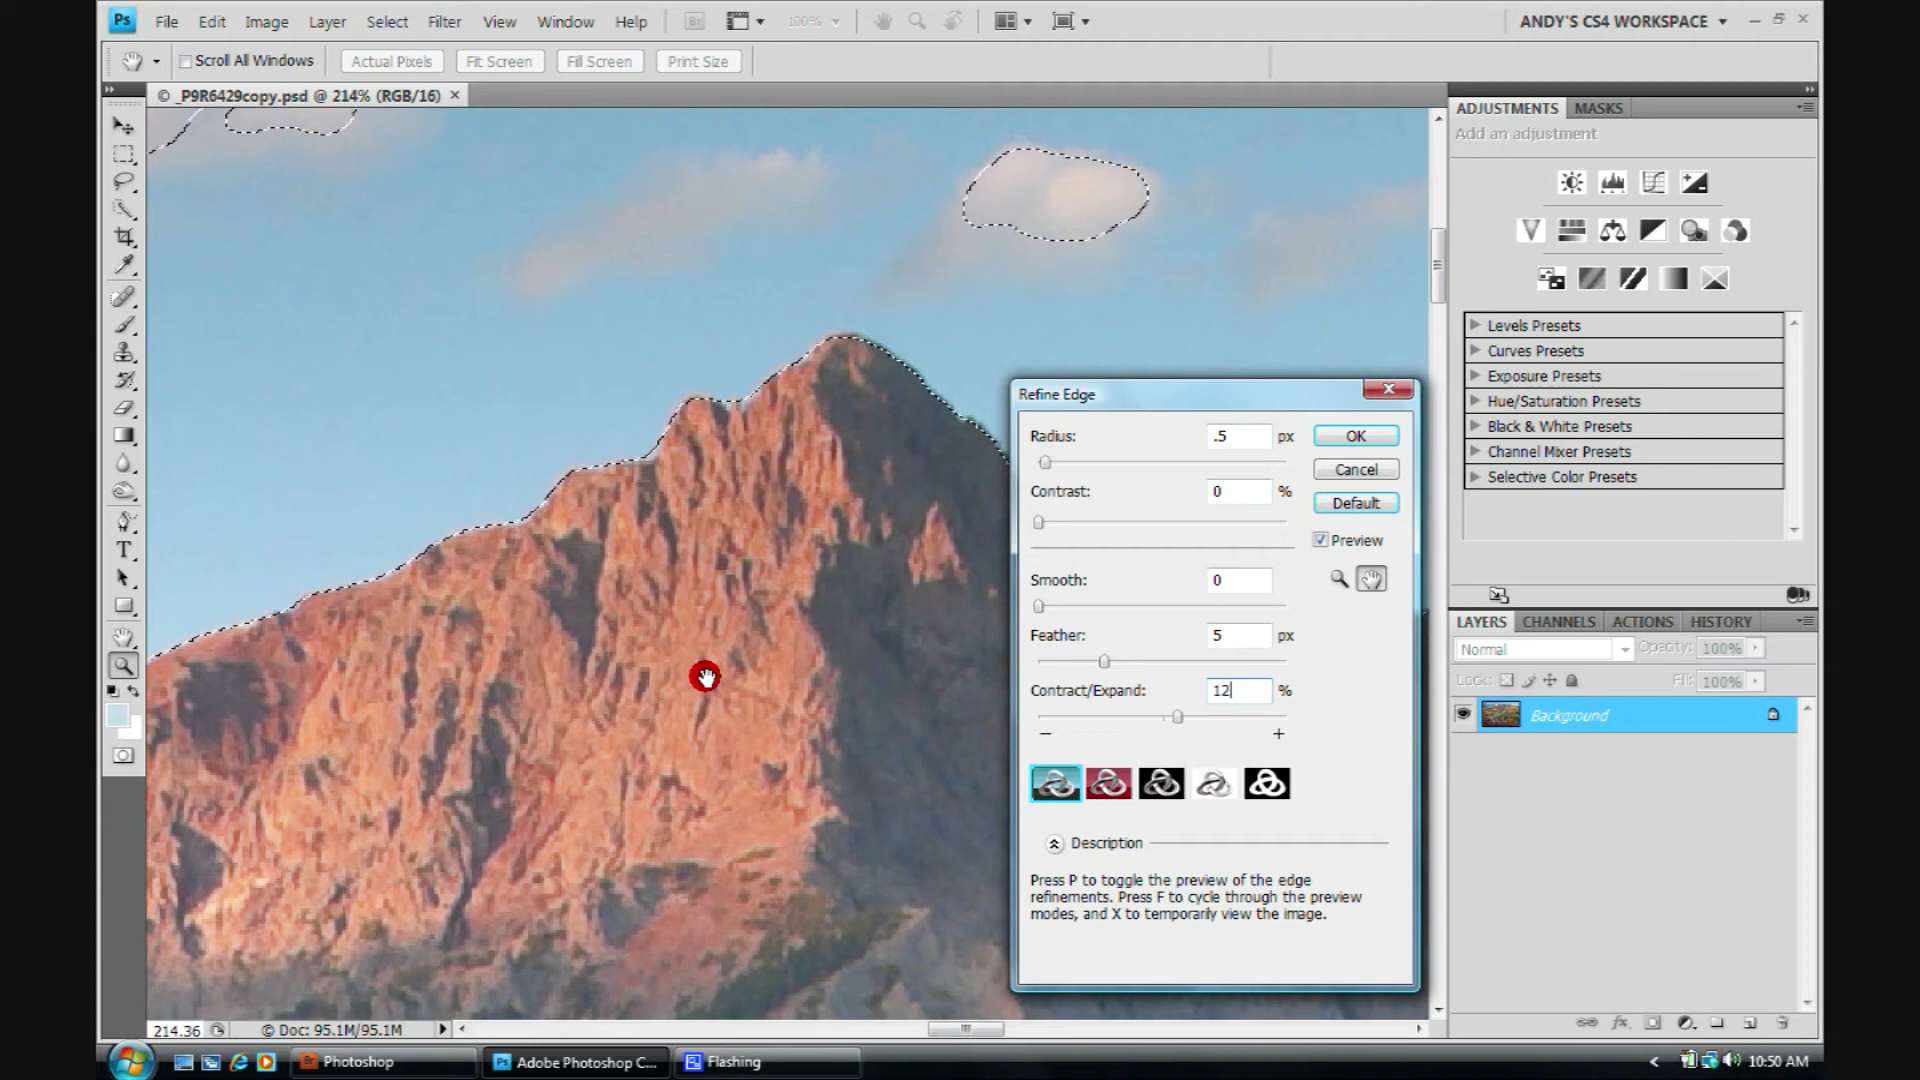 Ps File Edit Image Layer Select Filter View Window Help Br 100% ANDY'S CS4 WORKSPACE
Scroll All Windows Actual Pixels Fit Screen Fill Screen Print Size
© _P9R6429copy.psd @ 214% (RGB/16) ×
ADJUSTMENTS MASKS
Add an adjustment
Levels Presets
Curves Presets
Exposure Presets
Hue/Saturation Presets
Black & White Presets
Channel Mixer Presets
Selective Color Presets
Refine Edge
Radius: .5 px OK
Cancel
Contrast: 0 %
Default
Preview
Smooth: 0
Feather: 5 px
Contract/Expand: 12 %
− +
Description
Press P to toggle the preview of the edge
refinements. Press F to cycle through the preview
modes, and X to temporarily view the image.
LAYERS CHANNELS ACTIONS HISTORY
Normal Opacity: 100%
Lock: Fill: 100%
Background
T
fx
214.36 © Doc: 95.1M/95.1M
Br Photoshop Ps Adobe Photoshop C... Flashing 10:50 AM